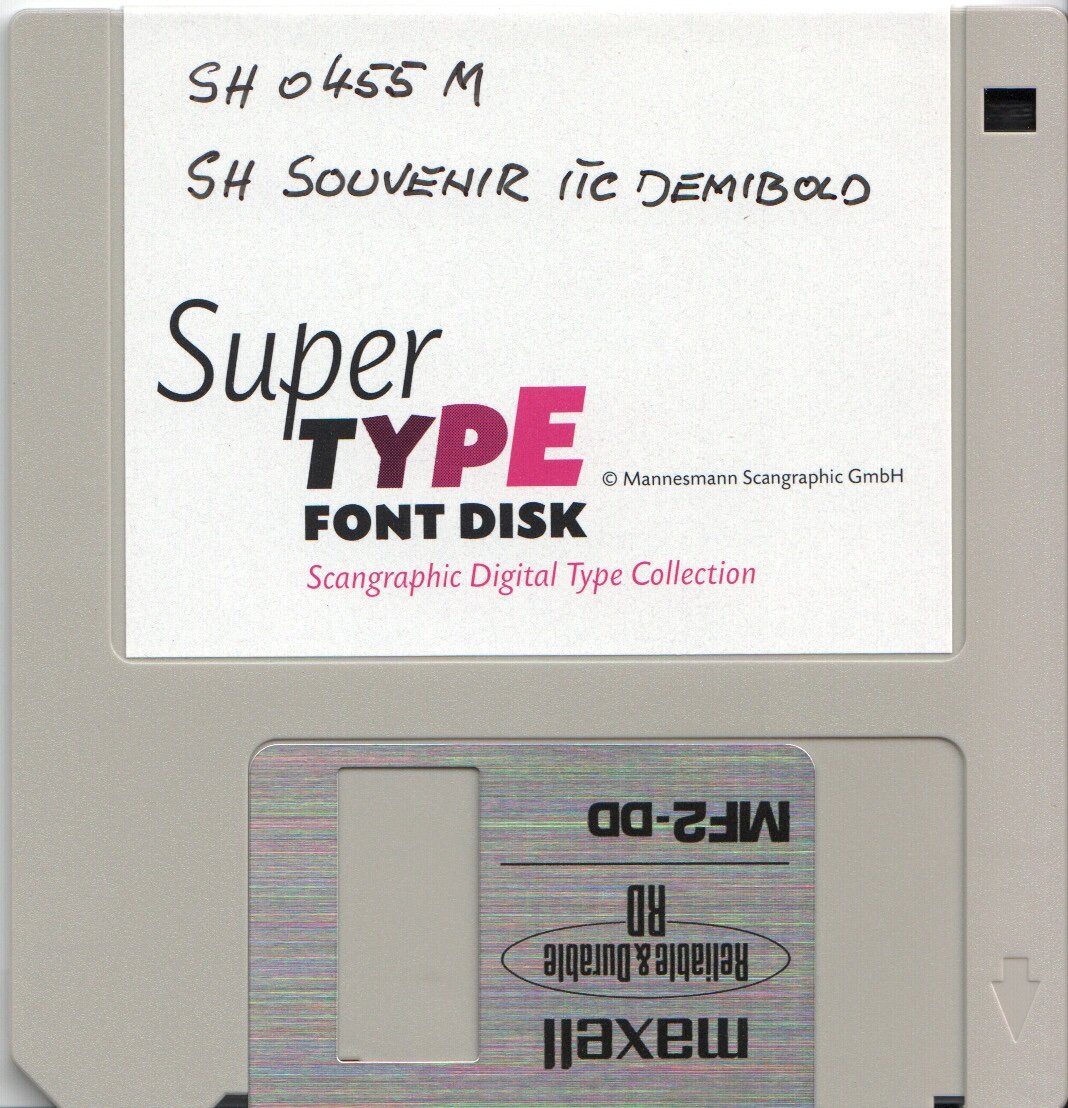 SH 0455 M
SH SOUVENIR ITC DEMIBOLD
Super
TYPE
FONT DISK
© Mannesmann Scangraphic GmbH
Scangraphic Digital Type Collection
maxell
Reliable & Durable
RD
MF2-DD